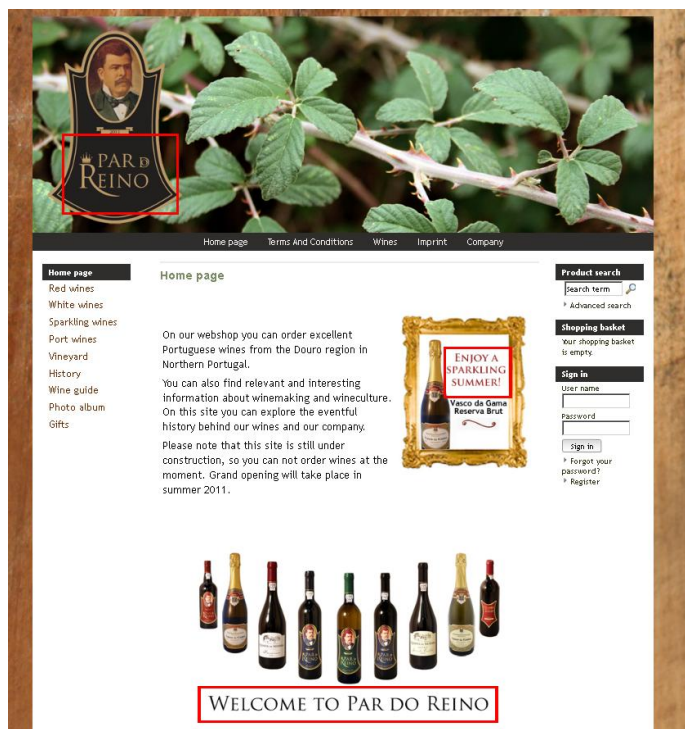 PAR DO
REINO
Home page Terms And Conditions Wines Imprint Company
Home page
Red wines
White wines
Sparkling wines
Port wines
Vineyard
History
Wine guide
Photo album
Gifts
Home page
On our webshop you can order excellent
Portuguese wines from the Douro region in
Northern Portugal.
You can also find relevant and interesting
information about winemaking and wineculture.
On this site you can explore the eventful
history behind our wines and our company.
Please note that this site is still under
construction, so you can not order wines at the
moment. Grand opening will take place in
summer 2011.
ENJOY A
SPARKLING
SUMMER!
Vasco da Gama
Reserva Brut
Product search
Search term
Advanced search
Shopping basket
Your shopping basket
is empty.
Sign in
User name
Password
Sign in
Forgot your
password?
Register
WELCOME TO PAR DO REINO